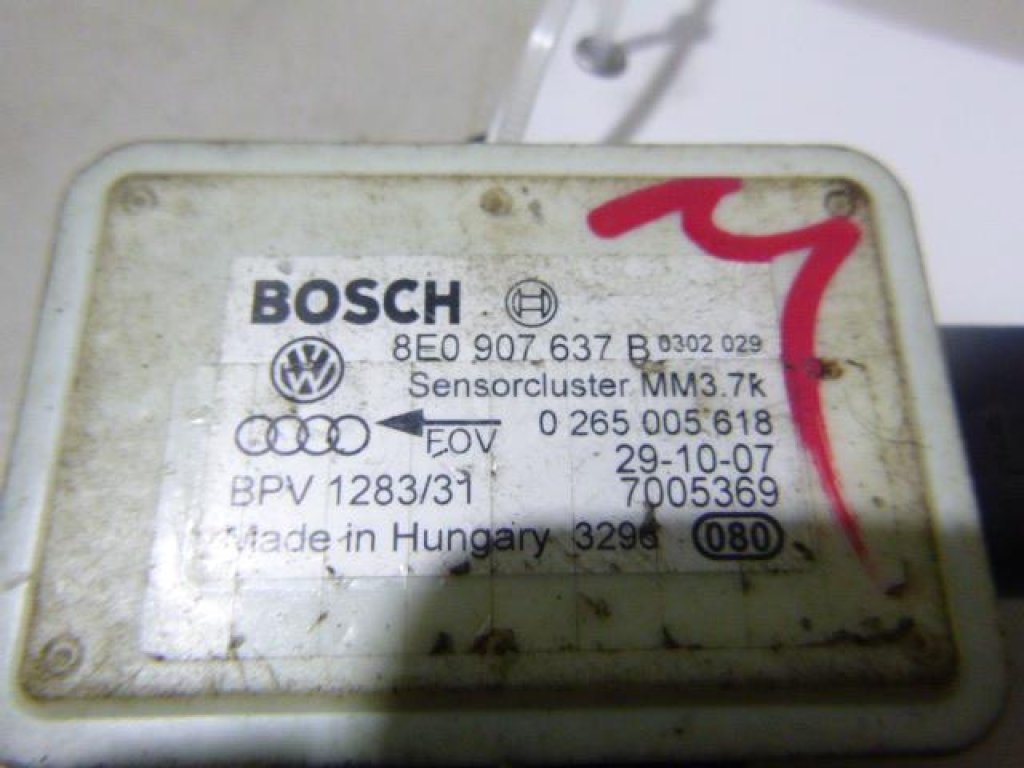 BOSCH
8E0 907 637 B 0302 029
Sensorcluster MM3.7k
0 265 005 618
FOV
29-10-07
BPV 1283/31 7005369
Made in Hungary 3296 080